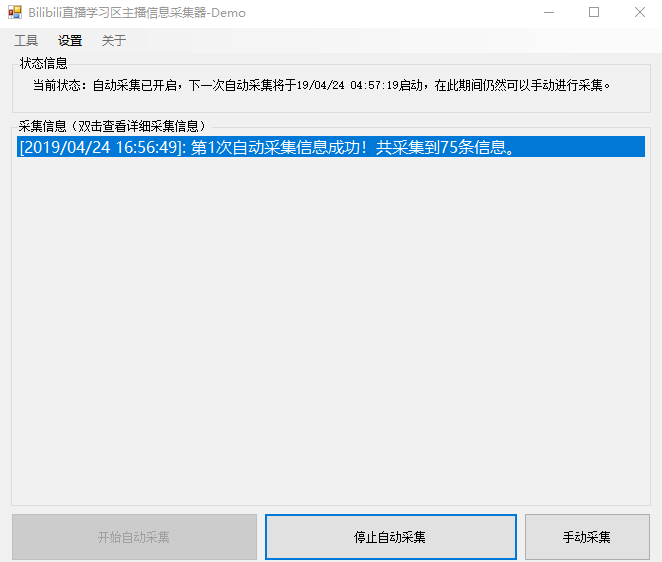 Bilibili直播学习区主播信息采集器-Demo
工具 设置 关于
状态信息
当前状态：自动采集已开启，下一次自动采集将于19/04/24 04:57:19启动，在此期间仍然可以手动进行采集。
采集信息（双击查看详细采集信息）
[2019/04/24 16:56:49]: 第1次自动采集信息成功！共采集到75条信息。
开始自动采集 停止自动采集 手动采集